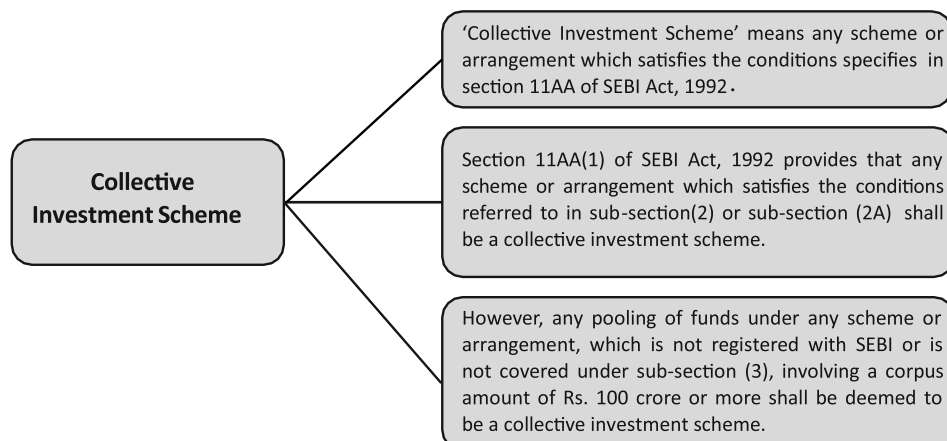 Collective
Investment Scheme
‘Collective Investment Scheme’ means any scheme or
arrangement which satisfies the conditions specifies in
section 11AA of SEBI Act, 1992.
Section 11AA(1) of SEBI Act, 1992 provides that any
scheme or arrangement which satisfies the conditions
referred to in sub-section(2) or sub-section (2A) shall
be a collective investment scheme.
However, any pooling of funds under any scheme or
arrangement, which is not registered with SEBI or is
not covered under sub-section (3), involving a corpus
amount of Rs. 100 crore or more shall be deemed to
be a collective investment scheme.